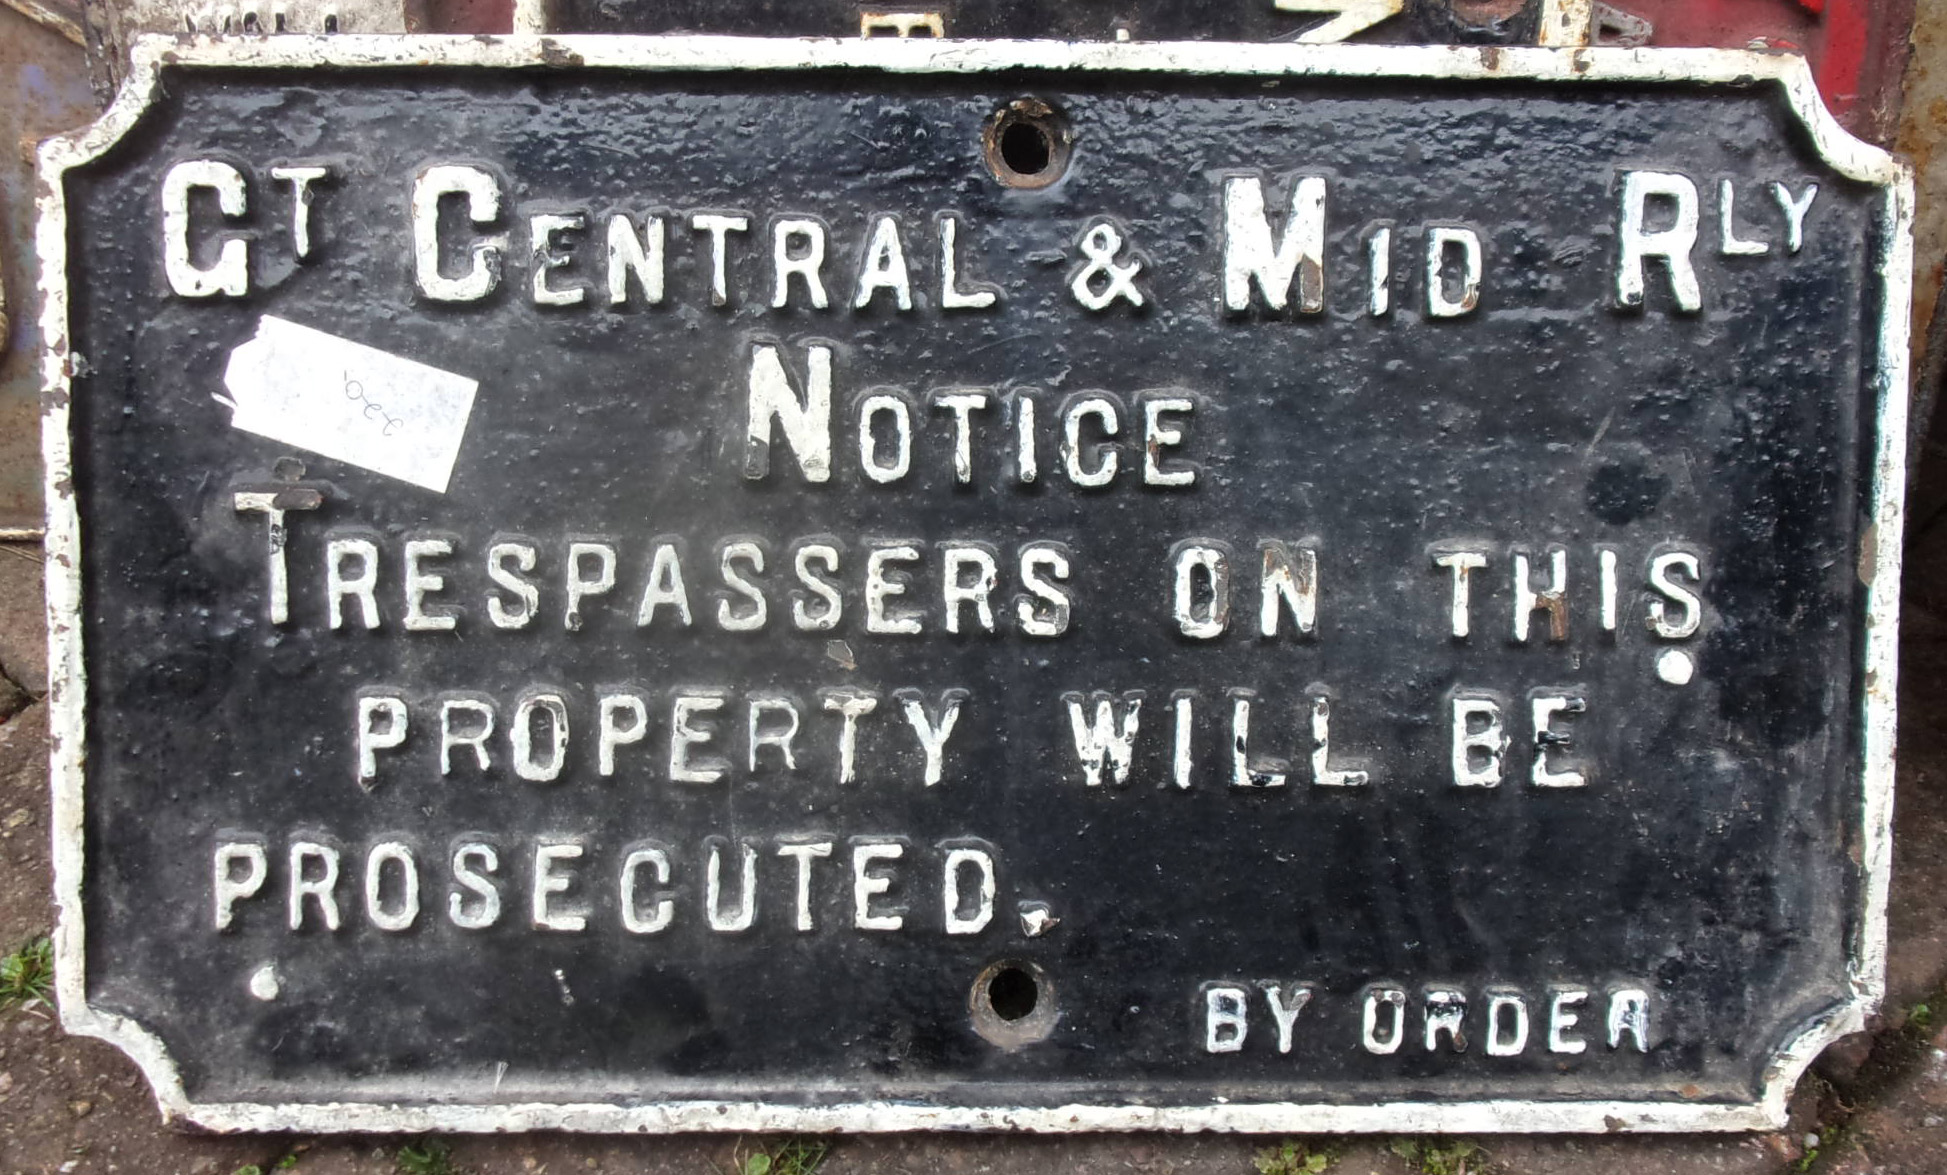 GT CENTRAL & MID RLY
NOTICE
TRESPASSERS ON THIS
PROPERTY WILL BE
PROSECUTED.
BY ORDER